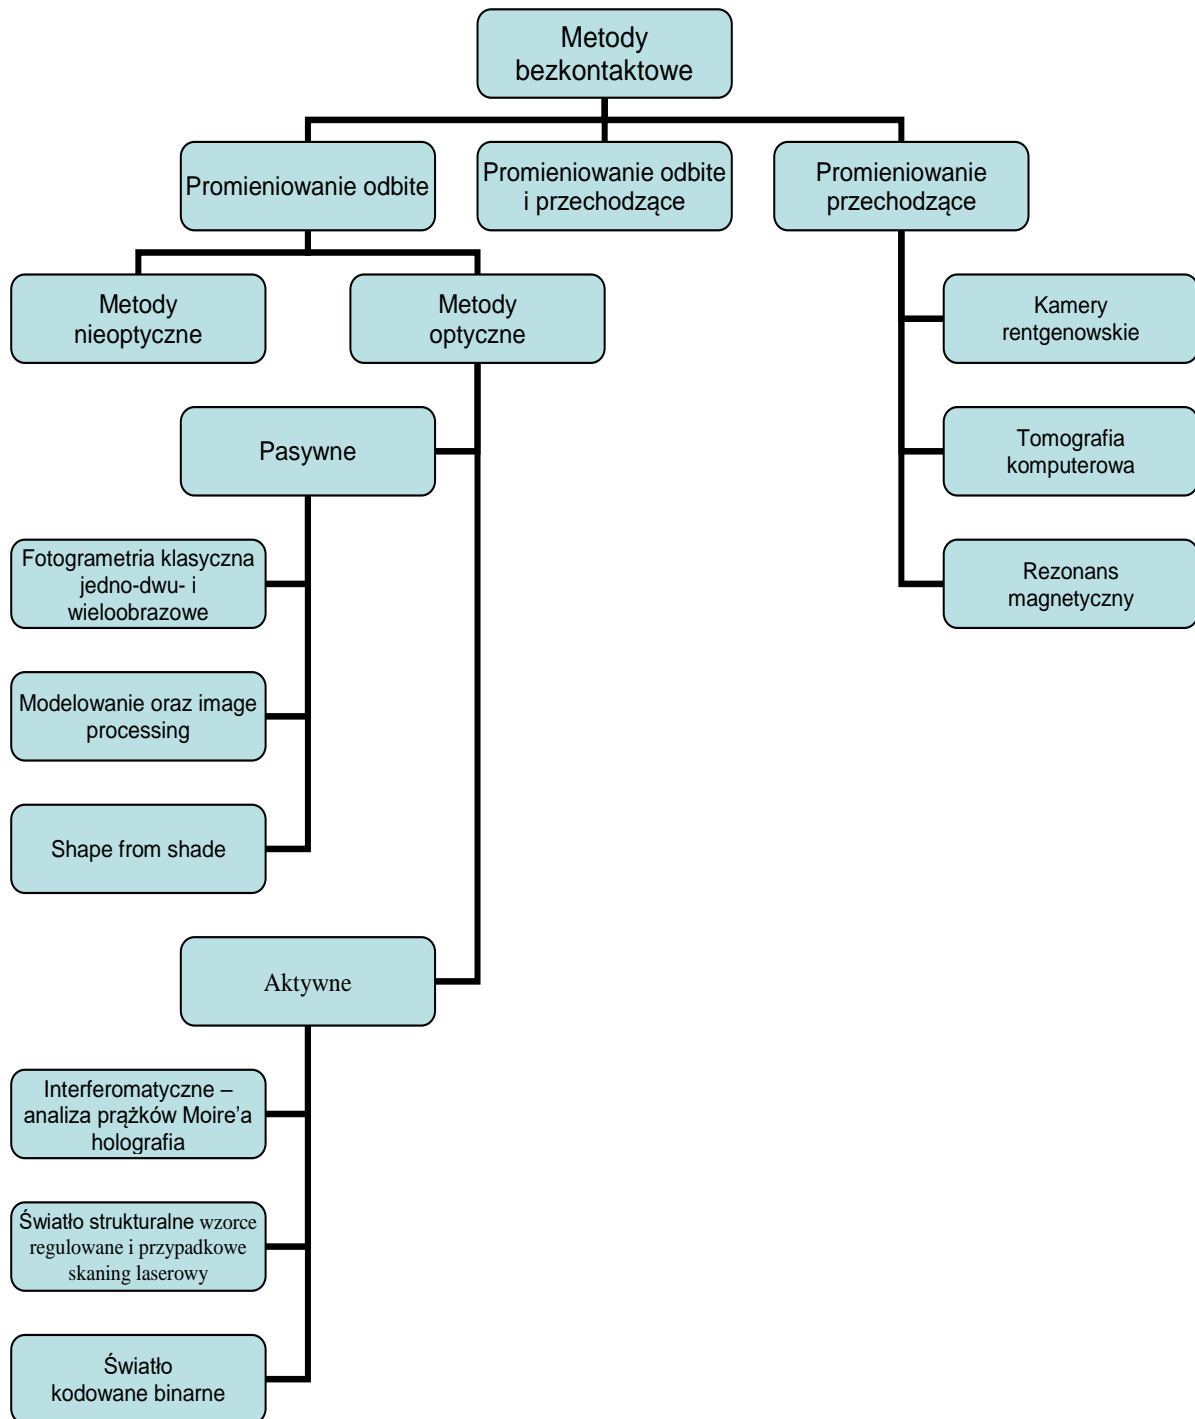 Metody
bezkontaktowe
Promieniowanie odbite
Promieniowanie odbite
i przechodzące
Promieniowanie
przechodzące
Metody
nieoptyczne
Metody
optyczne
Kamery
rentgenowskie
Pasywne
Tomografia
komputerowa
Fotogrametria klasyczna
jedno-dwu- i
wieloobrazowe
Rezonans
magnetyczny
Modelowanie oraz image
processing
Shape from shade
Aktywne
Interferomatyczne –
analiza prążków Moire’a
holografia
Światło strukturalne wzorce
regulowane i przypadkowe
skaning laserowy
Światło
kodowane binarne